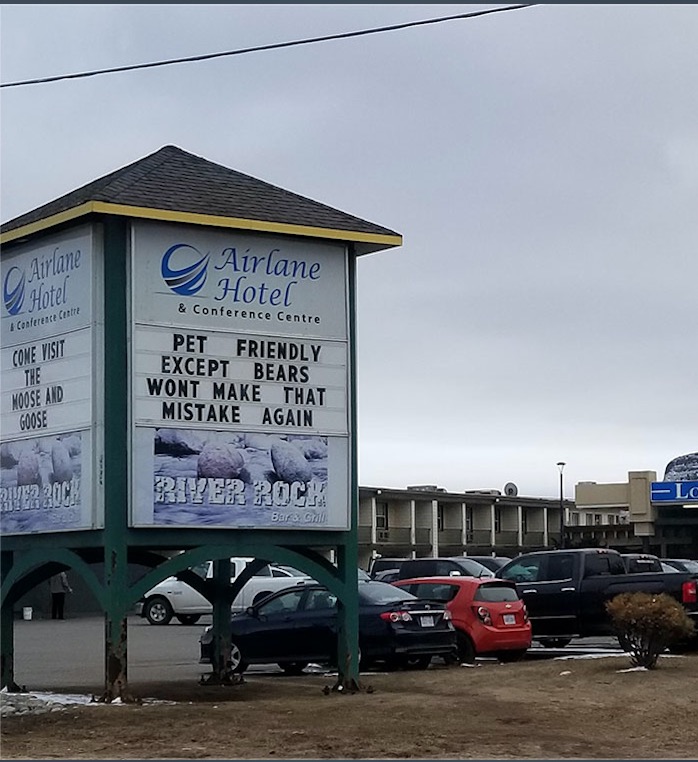 Airlane
Hotel
& Conference Centre
COME VISIT
THE
MOOSE AND
GOOSE
RIVER ROCK
Airlane
Hotel
& Conference Centre
PET FRIENDLY
EXCEPT BEARS
WONT MAKE THAT
MISTAKE AGAIN
RIVER ROCK
Bar & Grill
Lo